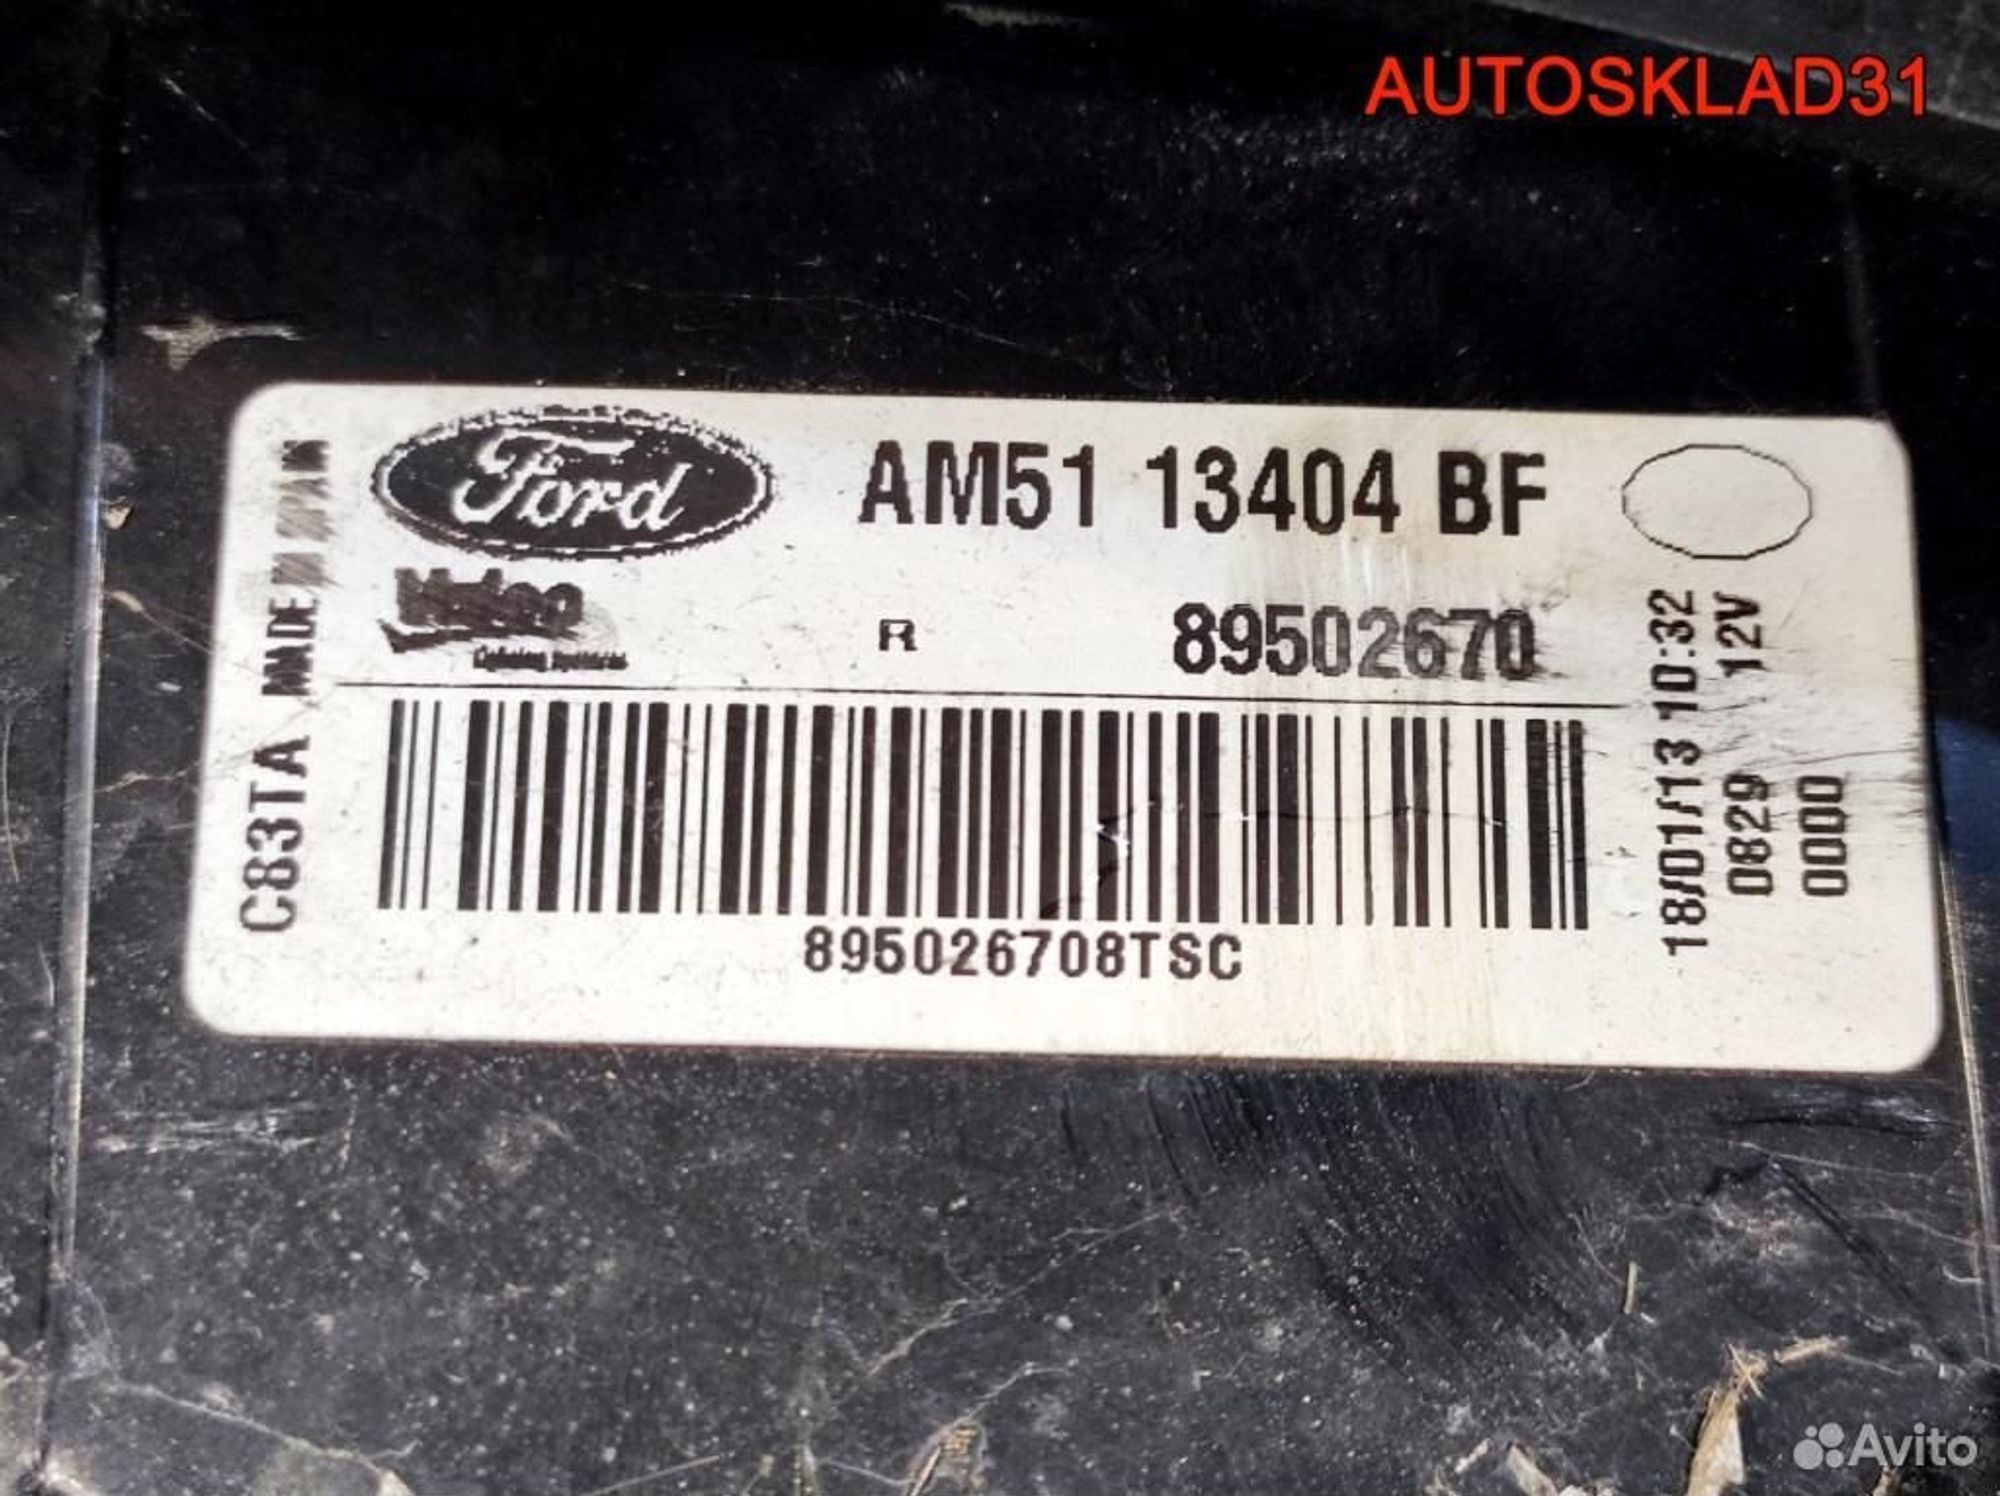 AUTOSKLAD31
Ford
AM51 13404 BF
Valeo
R
89502670
C83TA MADE IN SPAIN
18/01/13 10:32
0829 12V
0000
895026708TSC
Avito